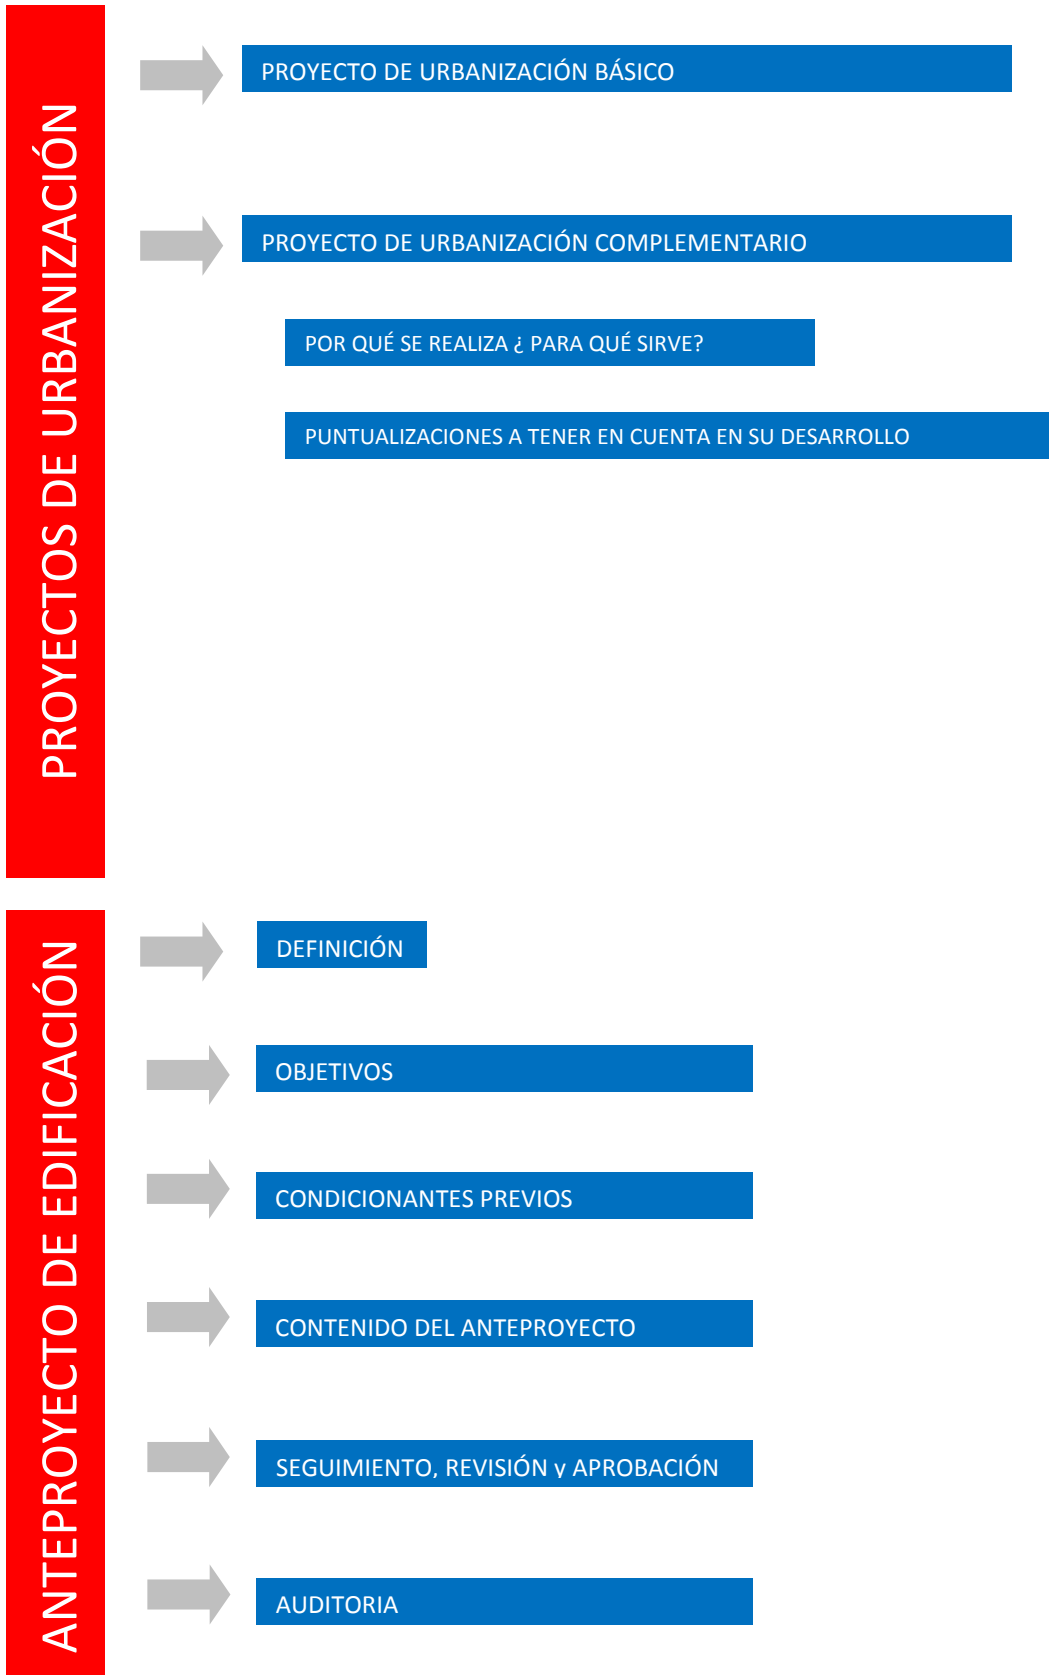 PROYECTOS DE URBANIZACIÓN
PROYECTO DE URBANIZACIÓN BÁSICO
PROYECTO DE URBANIZACIÓN COMPLEMENTARIO
POR QUÉ SE REALIZA ¿ PARA QUÉ SIRVE?
PUNTUALIZACIONES A TENER EN CUENTA EN SU DESARROLLO
ANTEPROYECTO DE EDIFICACIÓN
DEFINICIÓN
OBJETIVOS
CONDICIONANTES PREVIOS
CONTENIDO DEL ANTEPROYECTO
SEGUIMIENTO, REVISIÓN y APROBACIÓN
AUDITORIA